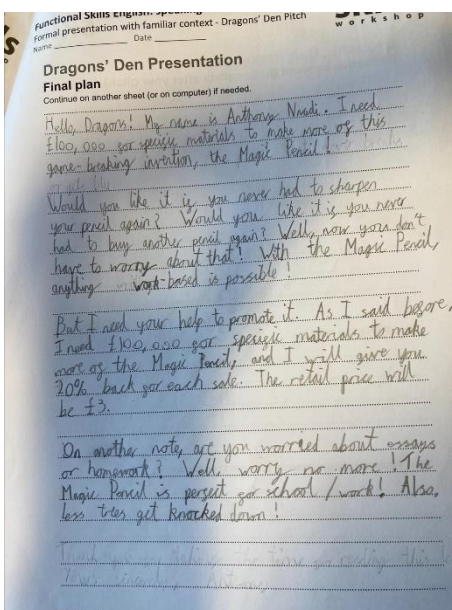 Functional Skills English: Speaking
Formal presentation with familiar context - Dragons' Den Pitch
workshop
Name Date
Dragons' Den Presentation
Final plan
Continue on another sheet (or on computer) if needed.
Hello, Dragons! My name is Anthony Nnadi. I need
£100,000 for specific materials to make more of this
game-breaking invention, the Magic Pencil!
Would you like it if you never had to sharpen
your pencil again? Would you like it if you never
had to buy another pencil again? Well, now you don't
have to worry about that! With the Magic Pencil,
anything work-based is possible!
But I need your help to promote it. As I said before,
I need £100,000 for spesific materials to make
more of the Magic Pencil, and I will give you
20% back for each sale. The retail price will
be £3.
On another note, are you worried about essays
or homework? Well, worry no more! The
Magic Pencil is perfect for school/work! Also,
less trees get knocked down!
the time for reading this